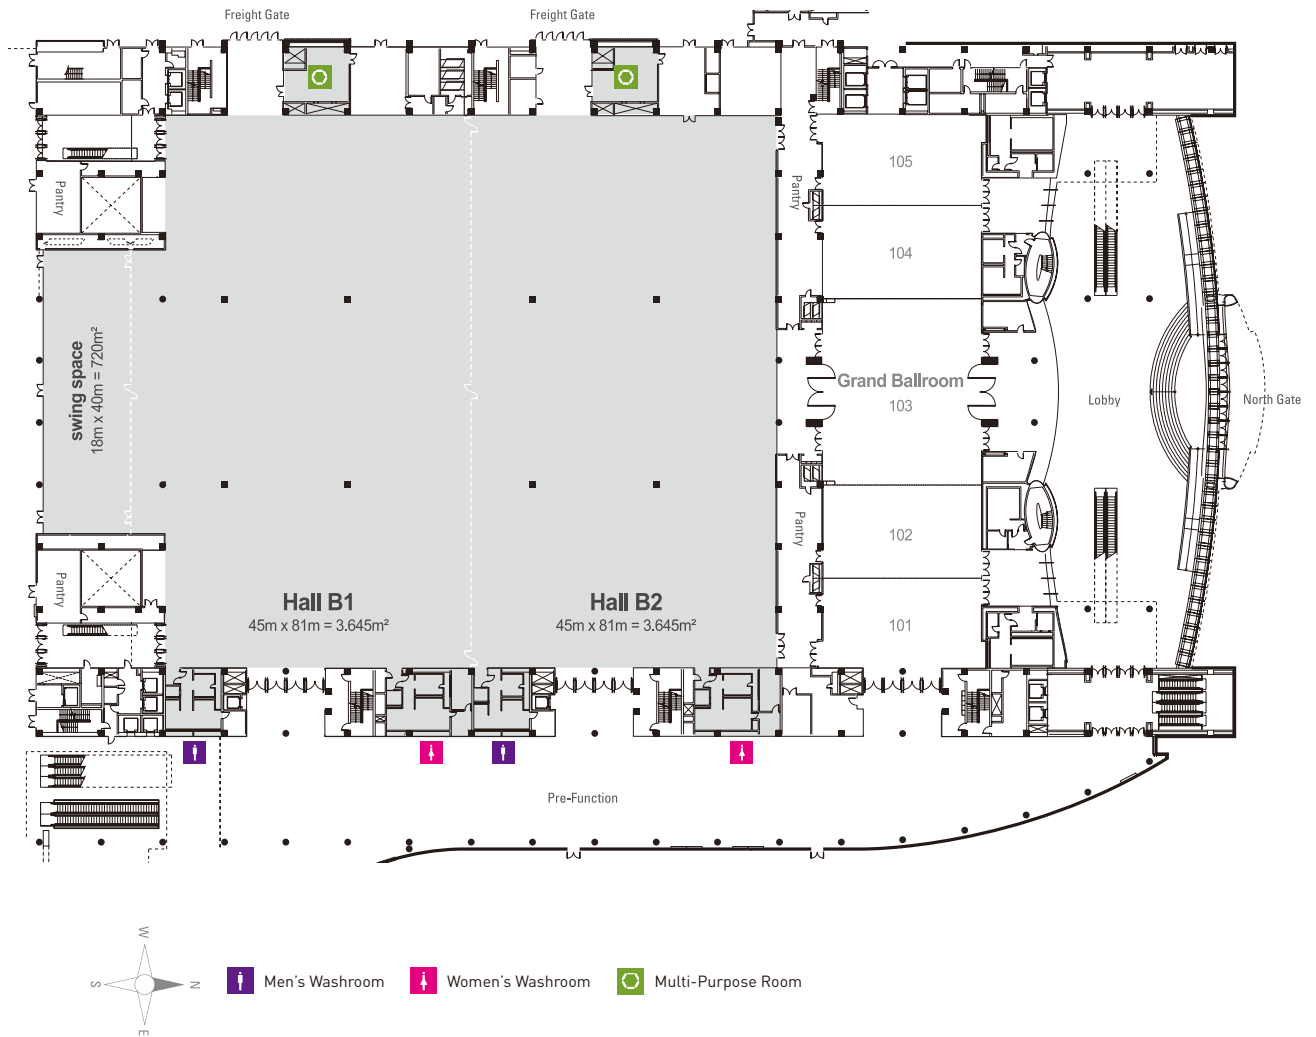 Freight Gate
Freight Gate
Pantry
Pantry
105
104
swing space
18m x 40m = 720m²
Grand Ballroom
103
Lobby
North Gate
Pantry
102
Pantry
Hall B1
45m x 81m = 3.645m²
Hall B2
45m x 81m = 3.645m²
101
Pre-Function
W
S
N
E
Men's Washroom
Women's Washroom
Multi-Purpose Room